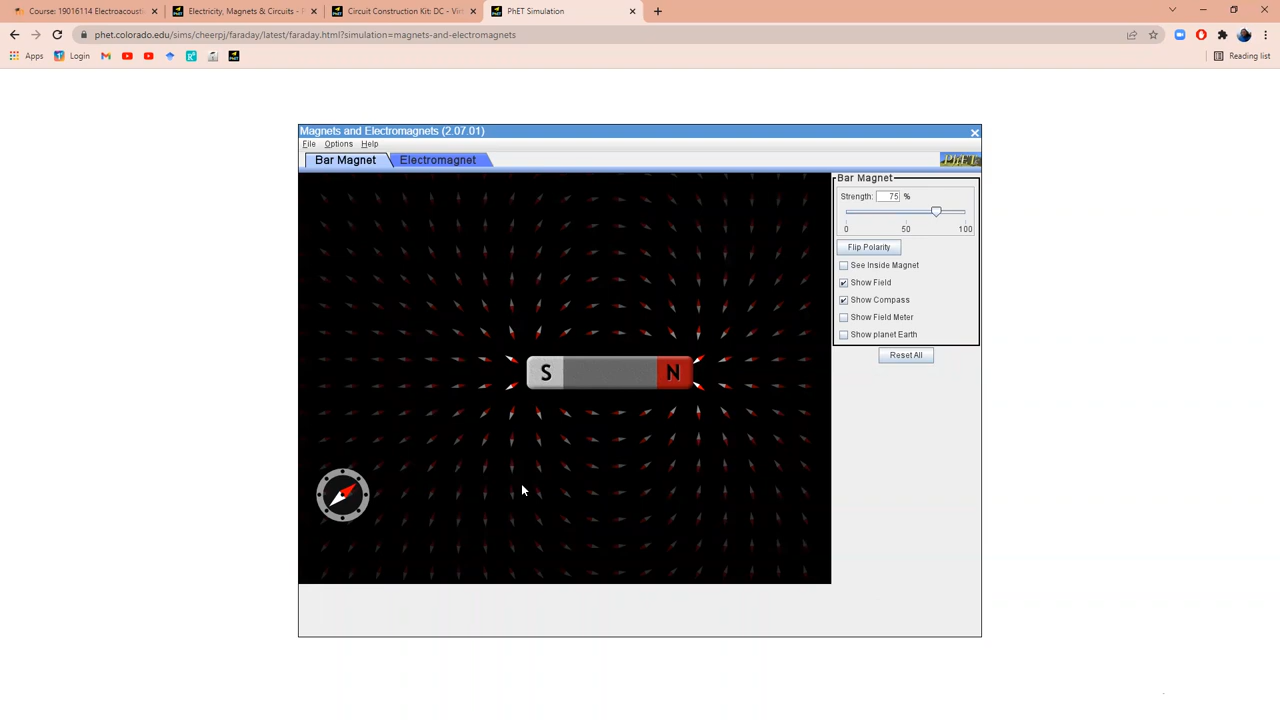 Course: 19016114 Electroacousti
Electricity, Magnets & Circuits - P
Circuit Construction Kit: DC - Virt
PhET Simulation
phet.colorado.edu/sims/cheerpj/faraday/latest/faraday.html?simulation=magnets-and-electromagnets
Apps
Login
Reading list
Magnets and Electromagnets (2.07.01)
File Options Help
Bar Magnet
Electromagnet
PhET
Bar Magnet
Strength: 75 %
0 50 100
Flip Polarity
See Inside Magnet
Show Field
Show Compass
Show Field Meter
Show planet Earth
Reset All
S N